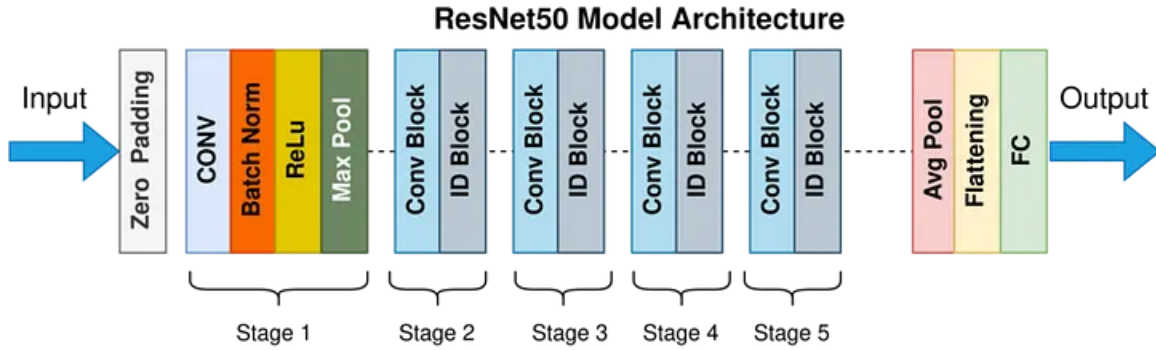 ResNet50 Model Architecture
Input
Zero Padding
CONV
Batch Norm
ReLu
Max Pool
Conv Block
ID Block
Conv Block
ID Block
Conv Block
ID Block
Conv Block
ID Block
Avg Pool
Flattening
FC
Output
Stage 1
Stage 2
Stage 3
Stage 4
Stage 5